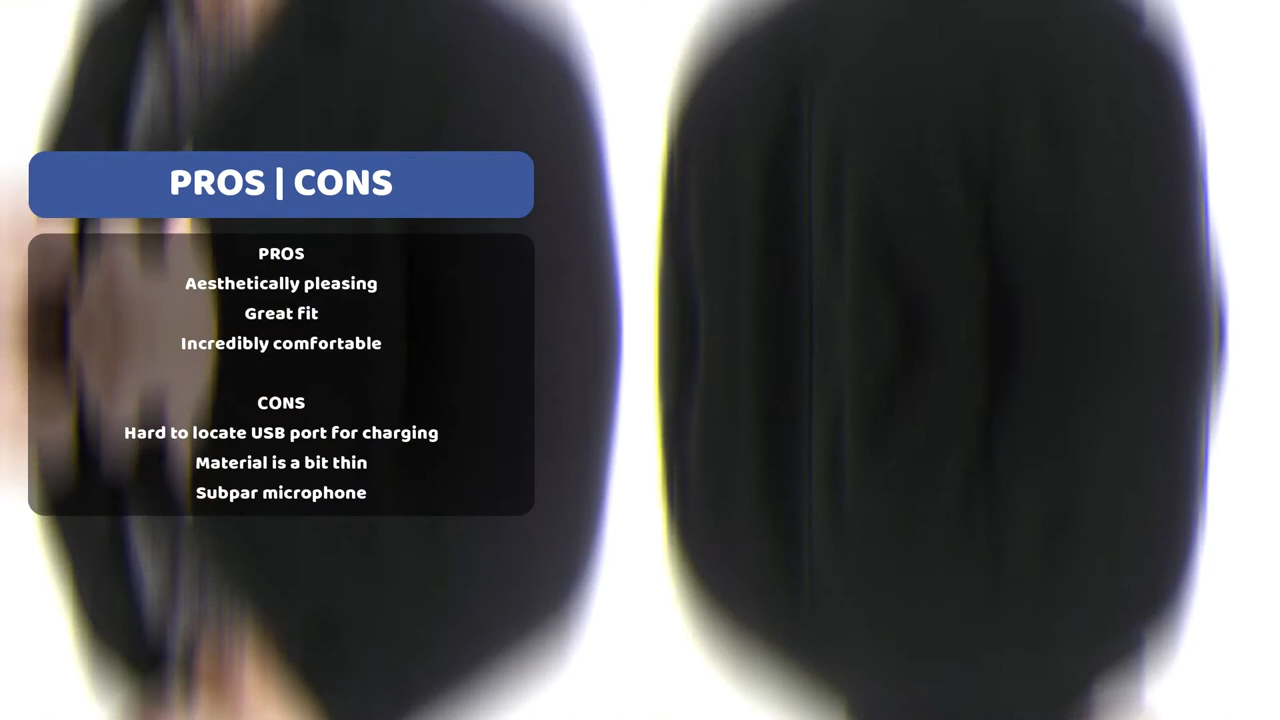 PROS | CONS
PROS
Aesthetically pleasing
Great fit
Incredibly comfortable
CONS
Hard to locate USB port for charging
Material is a bit thin
Subpar microphone